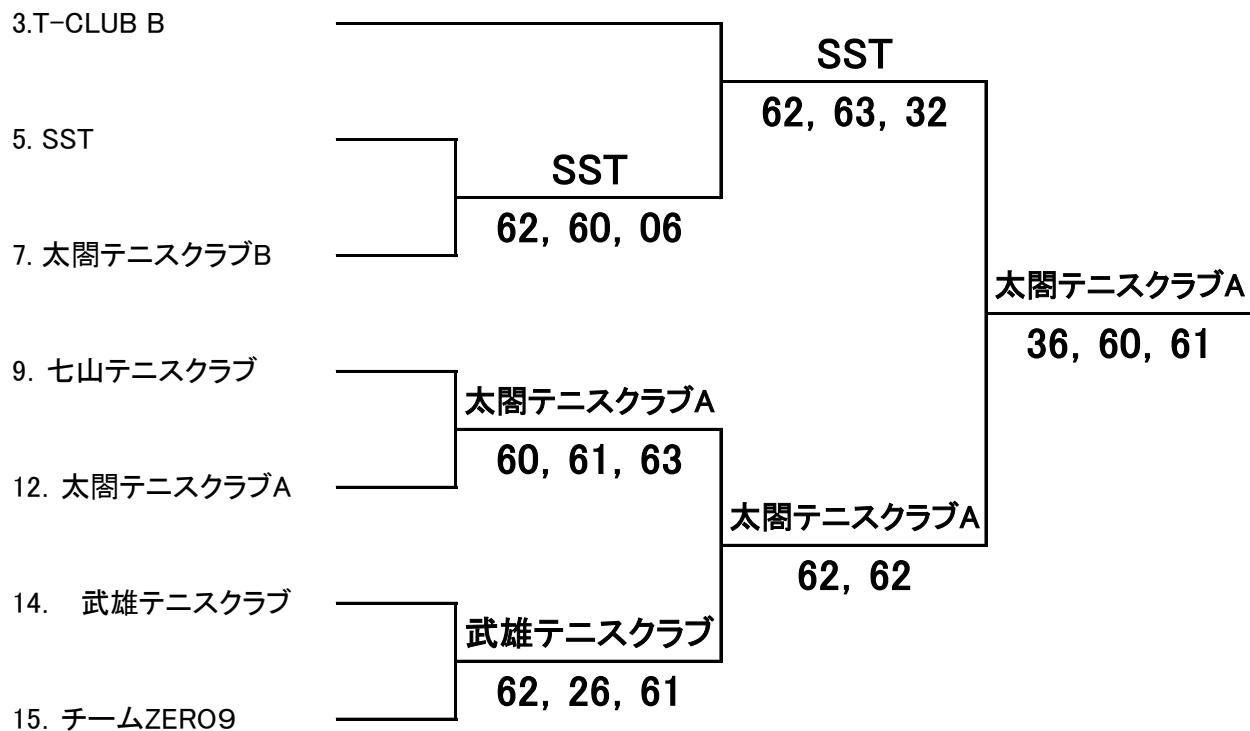 3.T-CLUB B
SST
62, 63, 32
5. SST
SST
62, 60, 06
7. 太閤テニスクラブB
太閤テニスクラブA
36, 60, 61
9. 七山テニスクラブ
太閤テニスクラブA
60, 61, 63
12. 太閤テニスクラブA
太閤テニスクラブA
62, 62
14.　武雄テニスクラブ
武雄テニスクラブ
62, 26, 61
15. チームZERO９